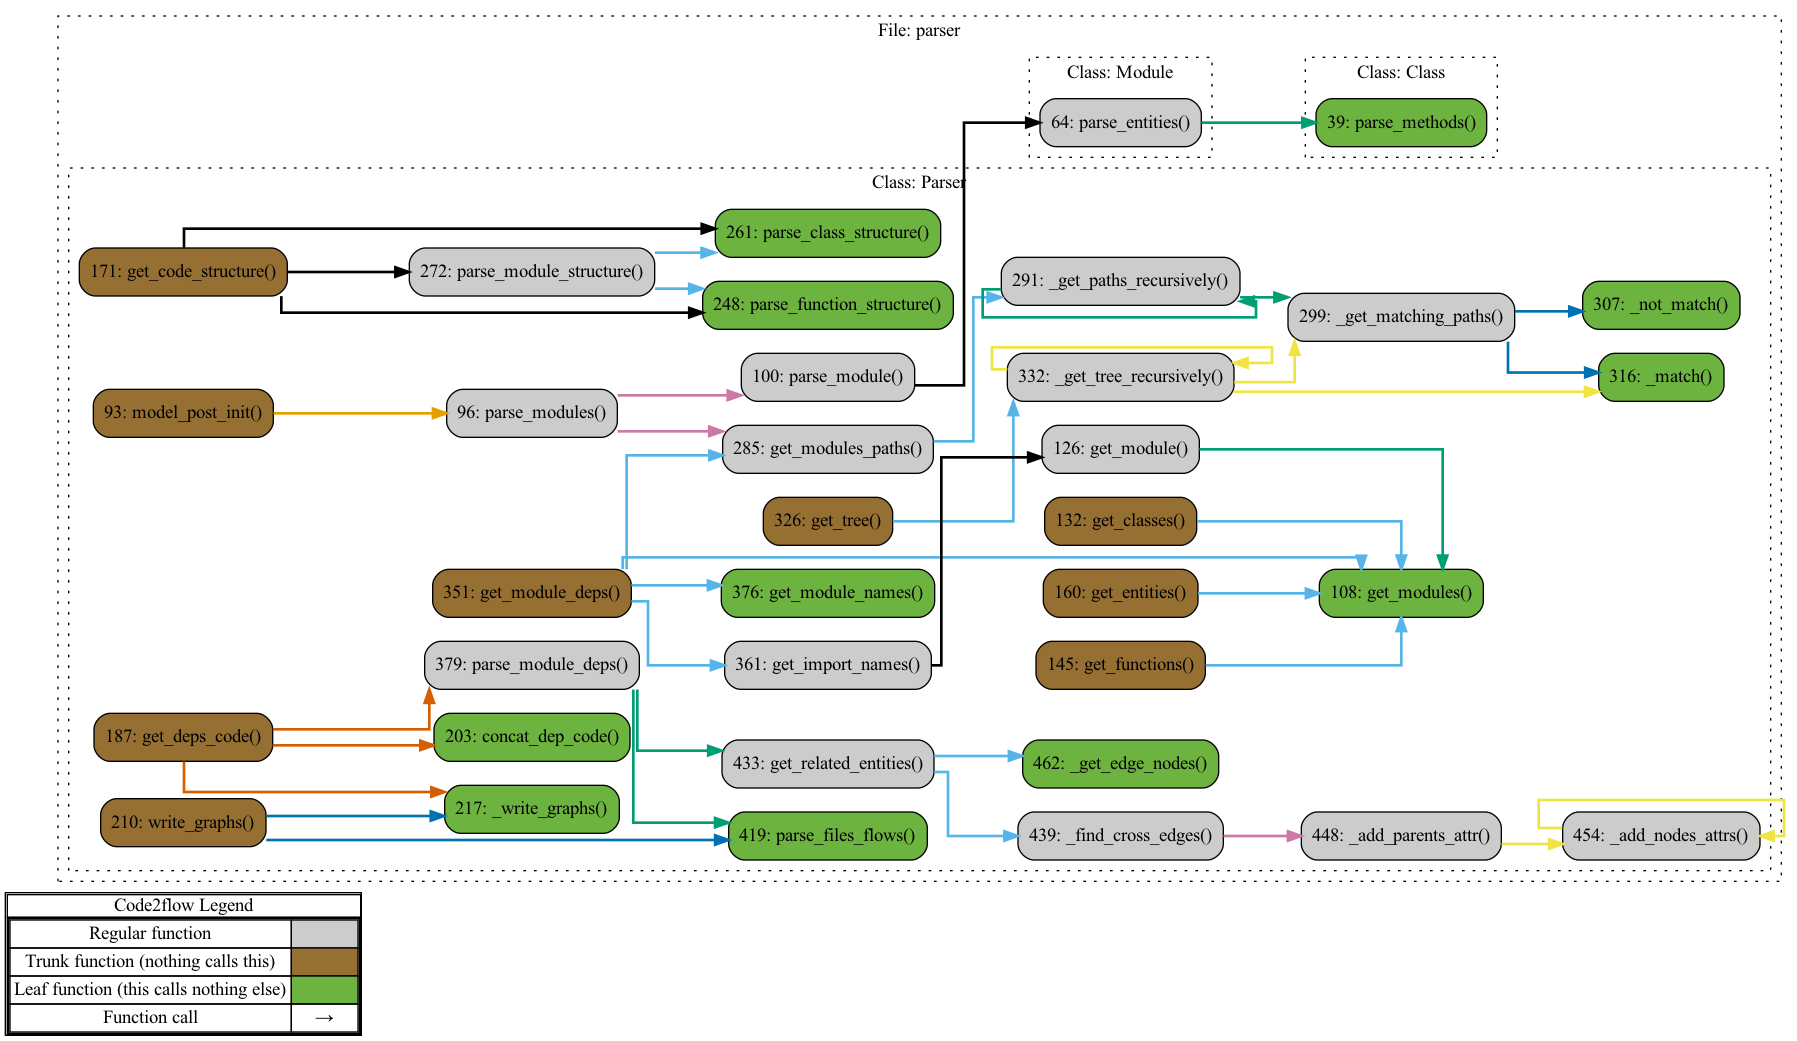 File: parser
Class: Module
Class: Class
64: parse_entities()
39: parse_methods()
Class: Parser
261: parse_class_structure()
171: get_code_structure()
272: parse_module_structure()
248: parse_function_structure()
291: _get_paths_recursively()
299: _get_matching_paths()
307: _not_match()
100: parse_module()
332: _get_tree_recursively()
316: _match()
93: model_post_init()
96: parse_modules()
285: get_modules_paths()
126: get_module()
326: get_tree()
132: get_classes()
351: get_module_deps()
376: get_module_names()
160: get_entities()
108: get_modules()
379: parse_module_deps()
361: get_import_names()
145: get_functions()
187: get_deps_code()
203: concat_dep_code()
433: get_related_entities()
462: _get_edge_nodes()
210: write_graphs()
217: _write_graphs()
419: parse_files_flows()
439: _find_cross_edges()
448: _add_parents_attr()
454: _add_nodes_attrs()
Code2flow Legend
Regular function
Trunk function (nothing calls this)
Leaf function (this calls nothing else)
Function call →